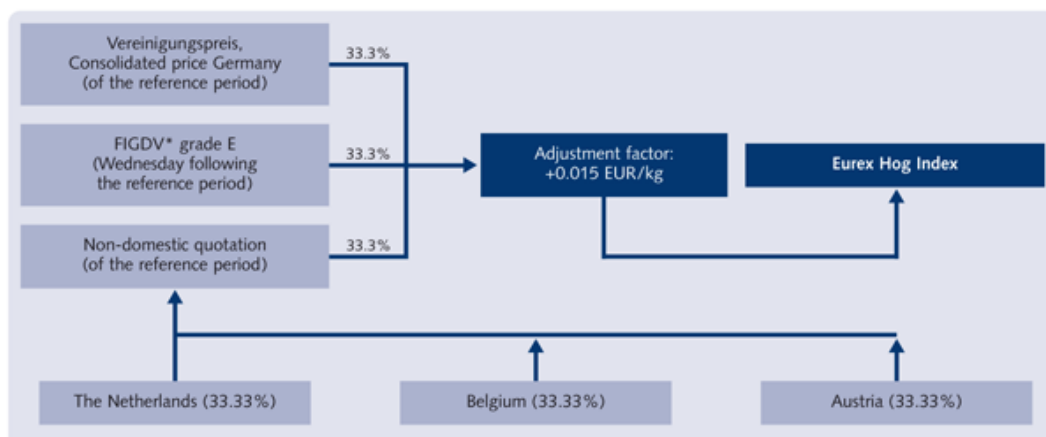 Vereinigungspreis,
Consolidated price Germany
(of the reference period)
33.3%
FIGDV* grade E
(Wednesday following
the reference period)
33.3%
Non-domestic quotation
(of the reference period)
33.3%
Adjustment factor:
+0.015 EUR/kg
Eurex Hog Index
The Netherlands (33.33%)
Belgium (33.33%)
Austria (33.33%)